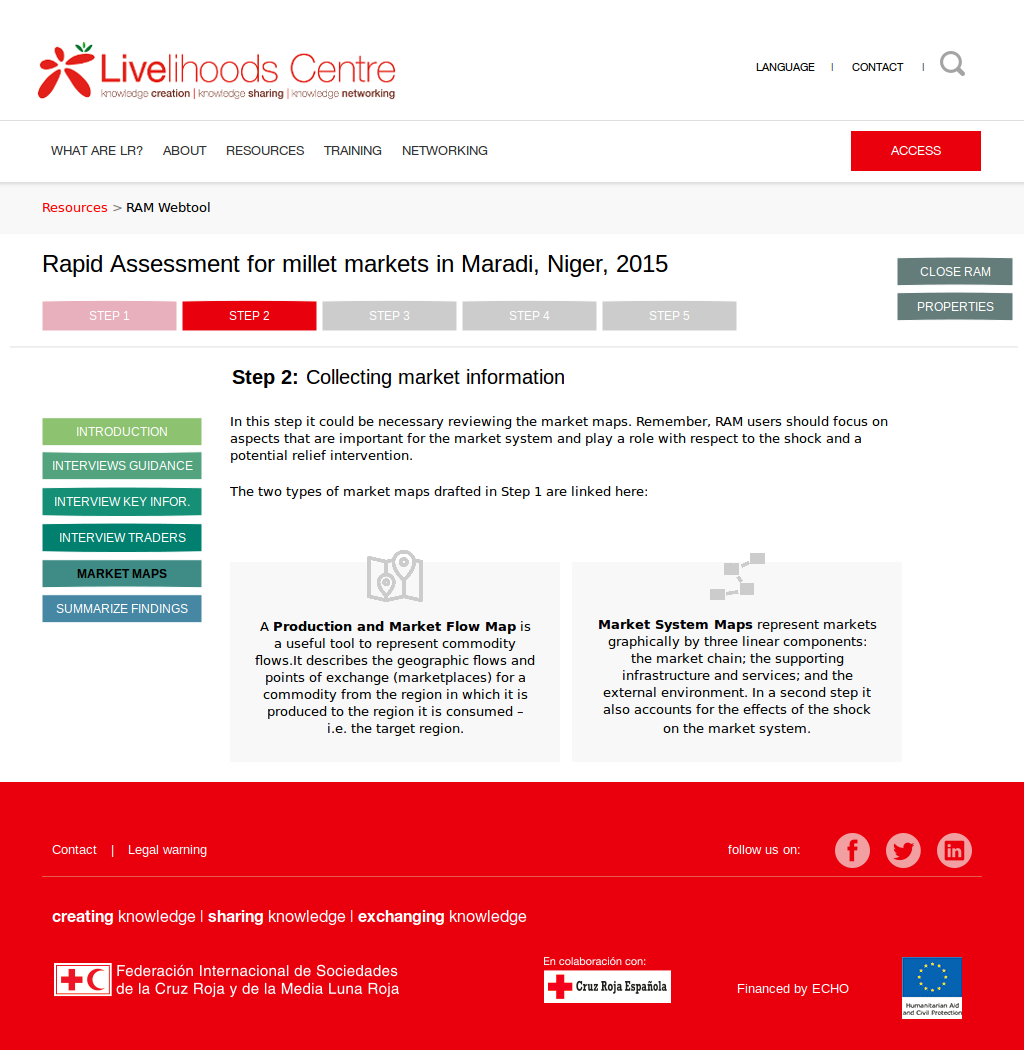 Livelihoods Centre
knowledge creation | knowledge sharing | knowledge networking
LANGUAGE | CONTACT |
WHAT ARE LR? ABOUT RESOURCES TRAINING NETWORKING ACCESS
Resources > RAM Webtool
Rapid Assessment for millet markets in Maradi, Niger, 2015
CLOSE RAM
PROPERTIES
STEP 1 STEP 2 STEP 3 STEP 4 STEP 5
Step 2: Collecting market information
INTRODUCTION
INTERVIEWS GUIDANCE
INTERVIEW KEY INFOR.
INTERVIEW TRADERS
MARKET MAPS
SUMMARIZE FINDINGS
In this step it could be necessary reviewing the market maps. Remember, RAM users should focus on
aspects that are important for the market system and play a role with respect to the shock and a
potential relief intervention.
The two types of market maps drafted in Step 1 are linked here:
A Production and Market Flow Map is
a useful tool to represent commodity
flows.It describes the geographic flows and
points of exchange (marketplaces) for a
commodity from the region in which it is
produced to the region it is consumed –
i.e. the target region.
Market System Maps represent markets
graphically by three linear components:
the market chain; the supporting
infrastructure and services; and the
external environment. In a second step it
also accounts for the effects of the shock
on the market system.
Contact | Legal warning
follow us on:
creating knowledge | sharing knowledge | exchanging knowledge
Federación Internacional de Sociedades
de la Cruz Roja y de la Media Luna Roja
En colaboración con:
Cruz Roja Española
Financed by ECHO
Humanitarian Aid
and Civil Protection